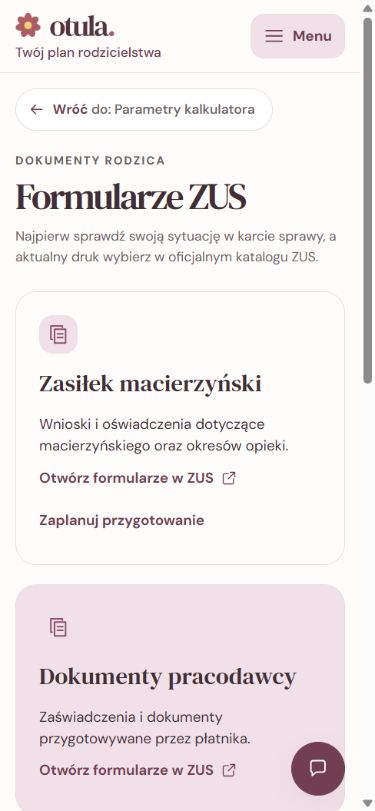 otula.
Twój plan rodzicielstwa
Menu
Wróć do: Parametry kalkulatora
DOKUMENTY RODZICA
Formularze ZUS
Najpierw sprawdź swoją sytuację w karcie sprawy, a
aktualny druk wybierz w oficjalnym katalogu ZUS.
Zasiłek macierzyński
Wnioski i oświadczenia dotyczące
macierzyńskiego oraz okresów opieki.
Otwórz formularze w ZUS
Zaplanuj przygotowanie
Dokumenty pracodawcy
Zaświadczenia i dokumenty
przygotowywane przez płatnika.
Otwórz formularze w ZUS